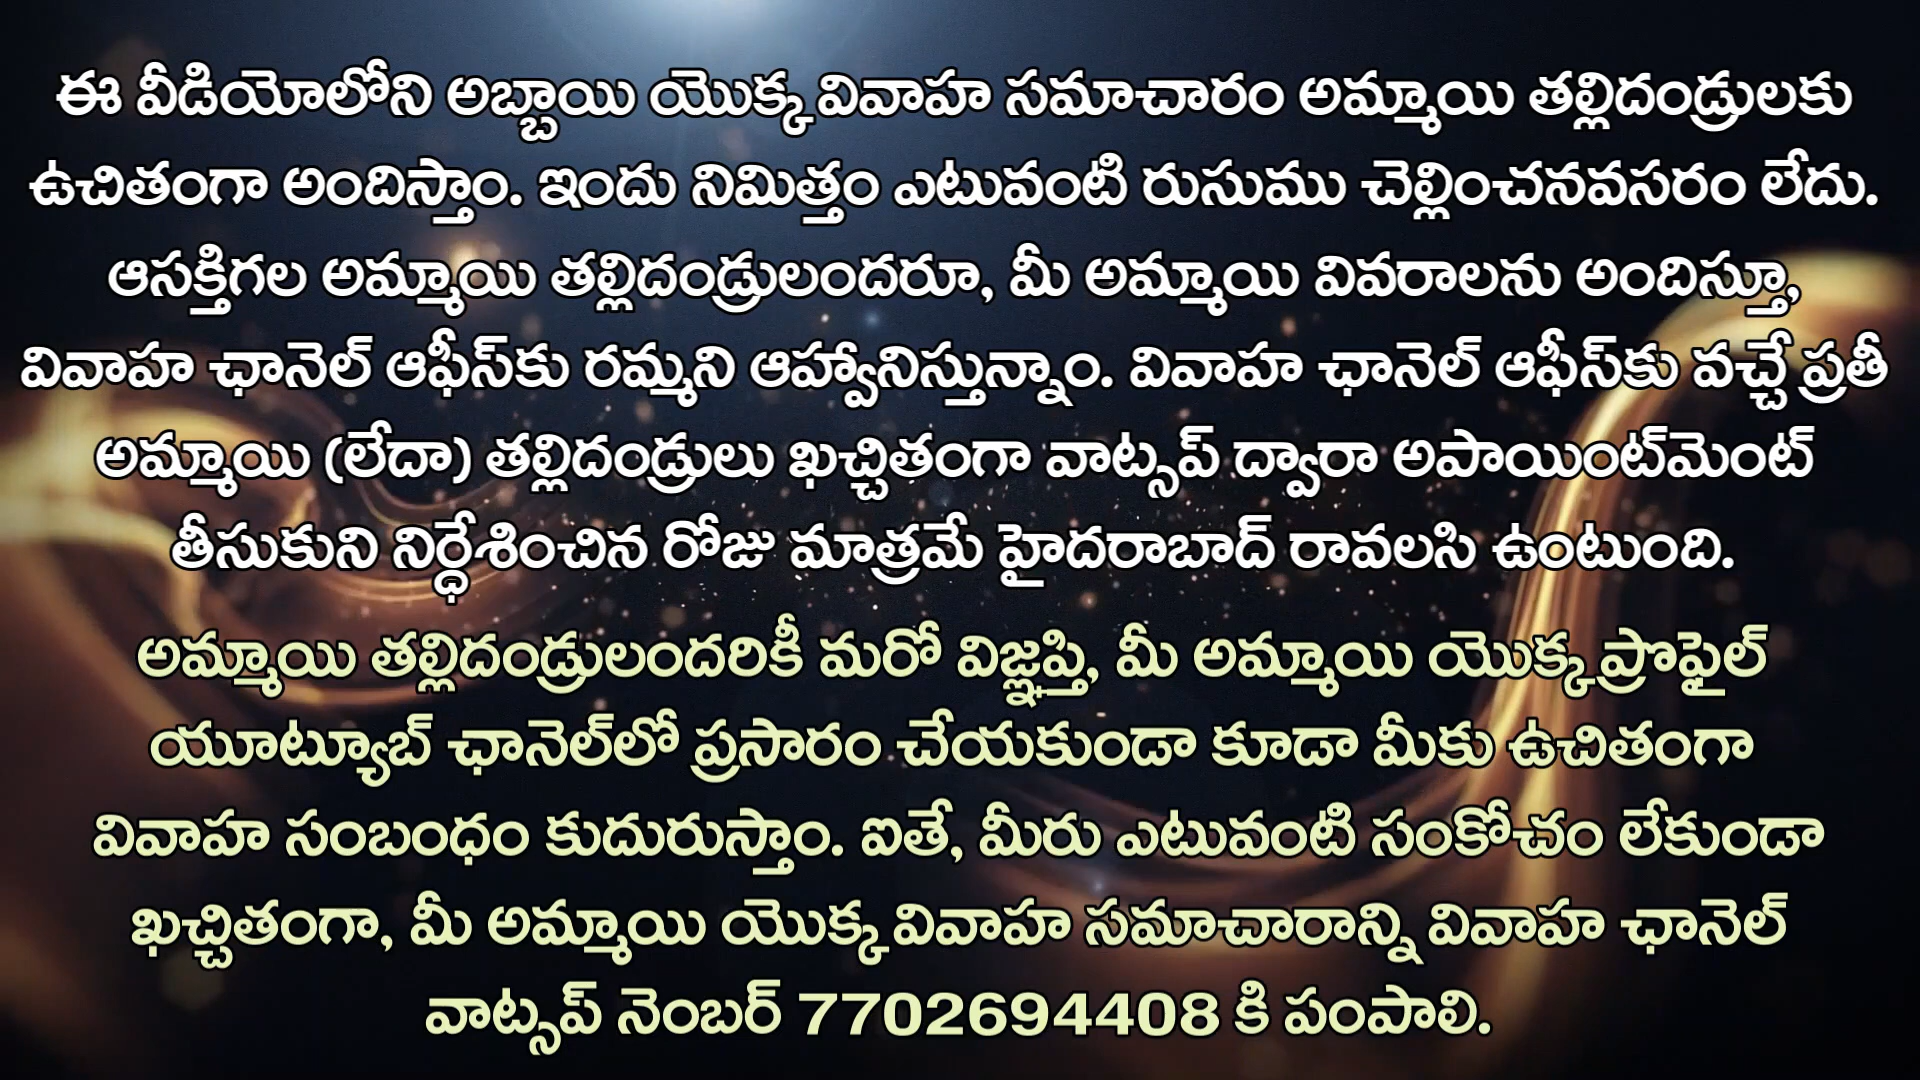 ఈ వీడియోలోని అబ్బాయి యొక్క వివాహ సమాచారం అమ్మాయి తల్లిదండ్రులకు
ఉచితంగా అందిస్తాం. ఇందు నిమిత్తం ఎటువంటి రుసుము చెల్లించనవసరం లేదు.
ఆసక్తిగల అమ్మాయి తల్లిదండ్రులందరూ, మీ అమ్మాయి వివరాలను అందిస్తూ,
వివాహ ఛానెల్ ఆఫీస్‌కు రమ్మని ఆహ్వానిస్తున్నాం. వివాహ ఛానెల్ ఆఫీస్‌కు వచ్చే ప్రతీ
అమ్మాయి (లేదా) తల్లిదండ్రులు ఖచ్చితంగా వాట్సప్ ద్వారా అపాయింట్‌మెంట్
తీసుకుని నిర్ధేశించిన రోజు మాత్రమే హైదరాబాద్ రావలసి ఉంటుంది.
అమ్మాయి తల్లిదండ్రులందరికీ మరో విజ్ఞప్తి, మీ అమ్మాయి యొక్క ప్రొఫైల్
యూట్యూబ్ ఛానెల్‌లో ప్రసారం చేయకుండా కూడా మీకు ఉచితంగా
వివాహ సంబంధం కుదురుస్తాం. ఐతే, మీరు ఎటువంటి సంకోచం లేకుండా
ఖచ్చితంగా, మీ అమ్మాయి యొక్క వివాహ సమాచారాన్ని వివాహ ఛానెల్
వాట్సప్ నెంబర్ 7702694408 కి పంపాలి.